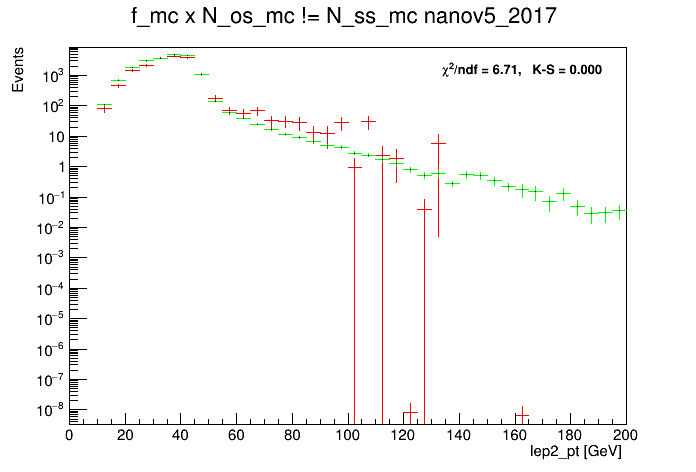 f_mc x N_os_mc != N_ss_mc nanov5_2017
Events
χ²/ndf = 6.71, K-S = 0.000
10³
10²
10
1
10⁻¹
10⁻²
10⁻³
10⁻⁴
10⁻⁵
10⁻⁶
10⁻⁷
10⁻⁸
0 20 40 60 80 100 120 140 160 180 200
lep2_pt [GeV]